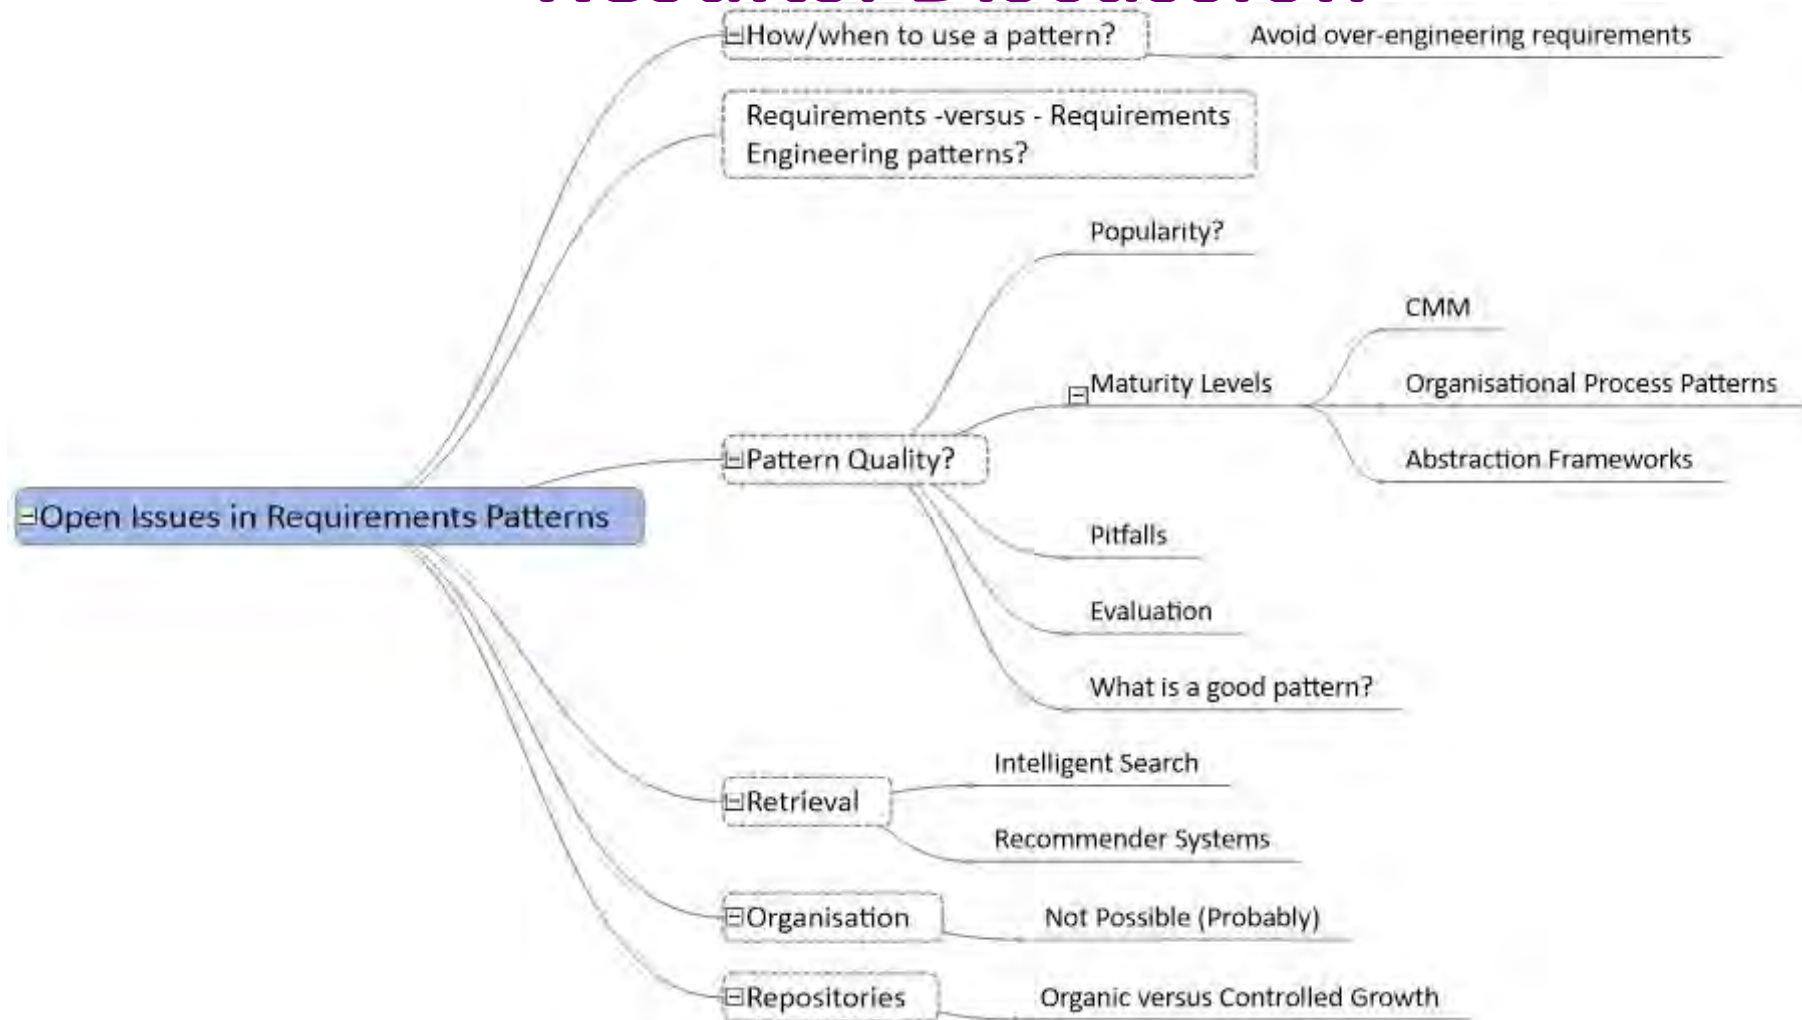 How/when to use a pattern?
Avoid over-engineering requirements
Requirements -versus - Requirements
Engineering patterns?
Popularity?
CMM
Maturity Levels
Organisational Process Patterns
Pattern Quality?
Abstraction Frameworks
Open Issues in Requirements Patterns
Pitfalls
Evaluation
What is a good pattern?
Intelligent Search
Retrieval
Recommender Systems
Organisation
Not Possible (Probably)
Repositories
Organic versus Controlled Growth